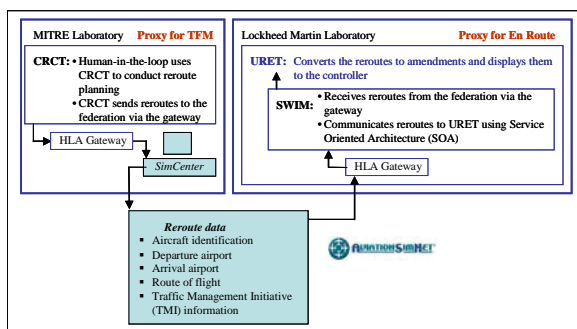 MITRE Laboratory Proxy for TFM
CRCT: • Human-in-the-loop uses
CRCT to conduct reroute
planning
• CRCT sends reroutes to the
federation via the gateway
HLA Gateway
SimCenter
Lockheed Martin Laboratory Proxy for En Route
URET: Converts the reroutes to amendments and displays them
to the controller
SWIM: • Receives reroutes from the federation via the
gateway
• Communicates reroutes to URET using Service
Oriented Architecture (SOA)
HLA Gateway
Reroute data
▪ Aircraft identification
▪ Departure airport
▪ Arrival airport
▪ Route of flight
▪ Traffic Management Initiative
(TMI) information
AVIATIONSIMNET®